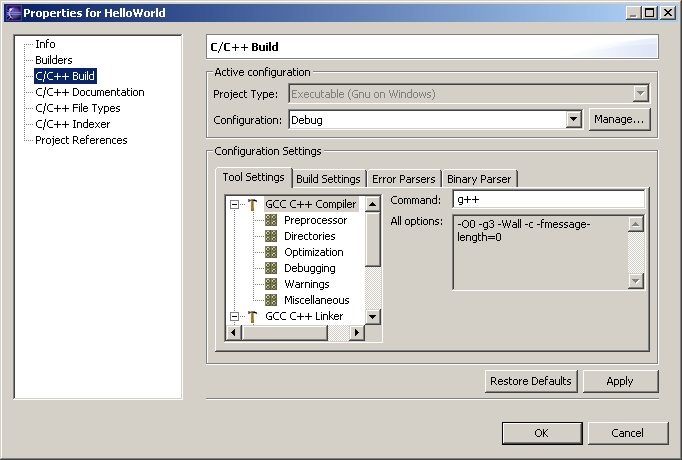 Properties for HelloWorld
Info
Builders
C/C++ Build
C/C++ Documentation
C/C++ File Types
C/C++ Indexer
Project References
C/C++ Build
Active configuration
Project Type: Executable (Gnu on Windows)
Configuration: Debug Manage...
Configuration Settings
Tool Settings Build Settings Error Parsers Binary Parser
GCC C++ Compiler
Preprocessor
Directories
Optimization
Debugging
Warnings
Miscellaneous
GCC C++ Linker
Command: g++
All options: -O0 -g3 -Wall -c -fmessage-
length=0
Restore Defaults Apply
OK Cancel